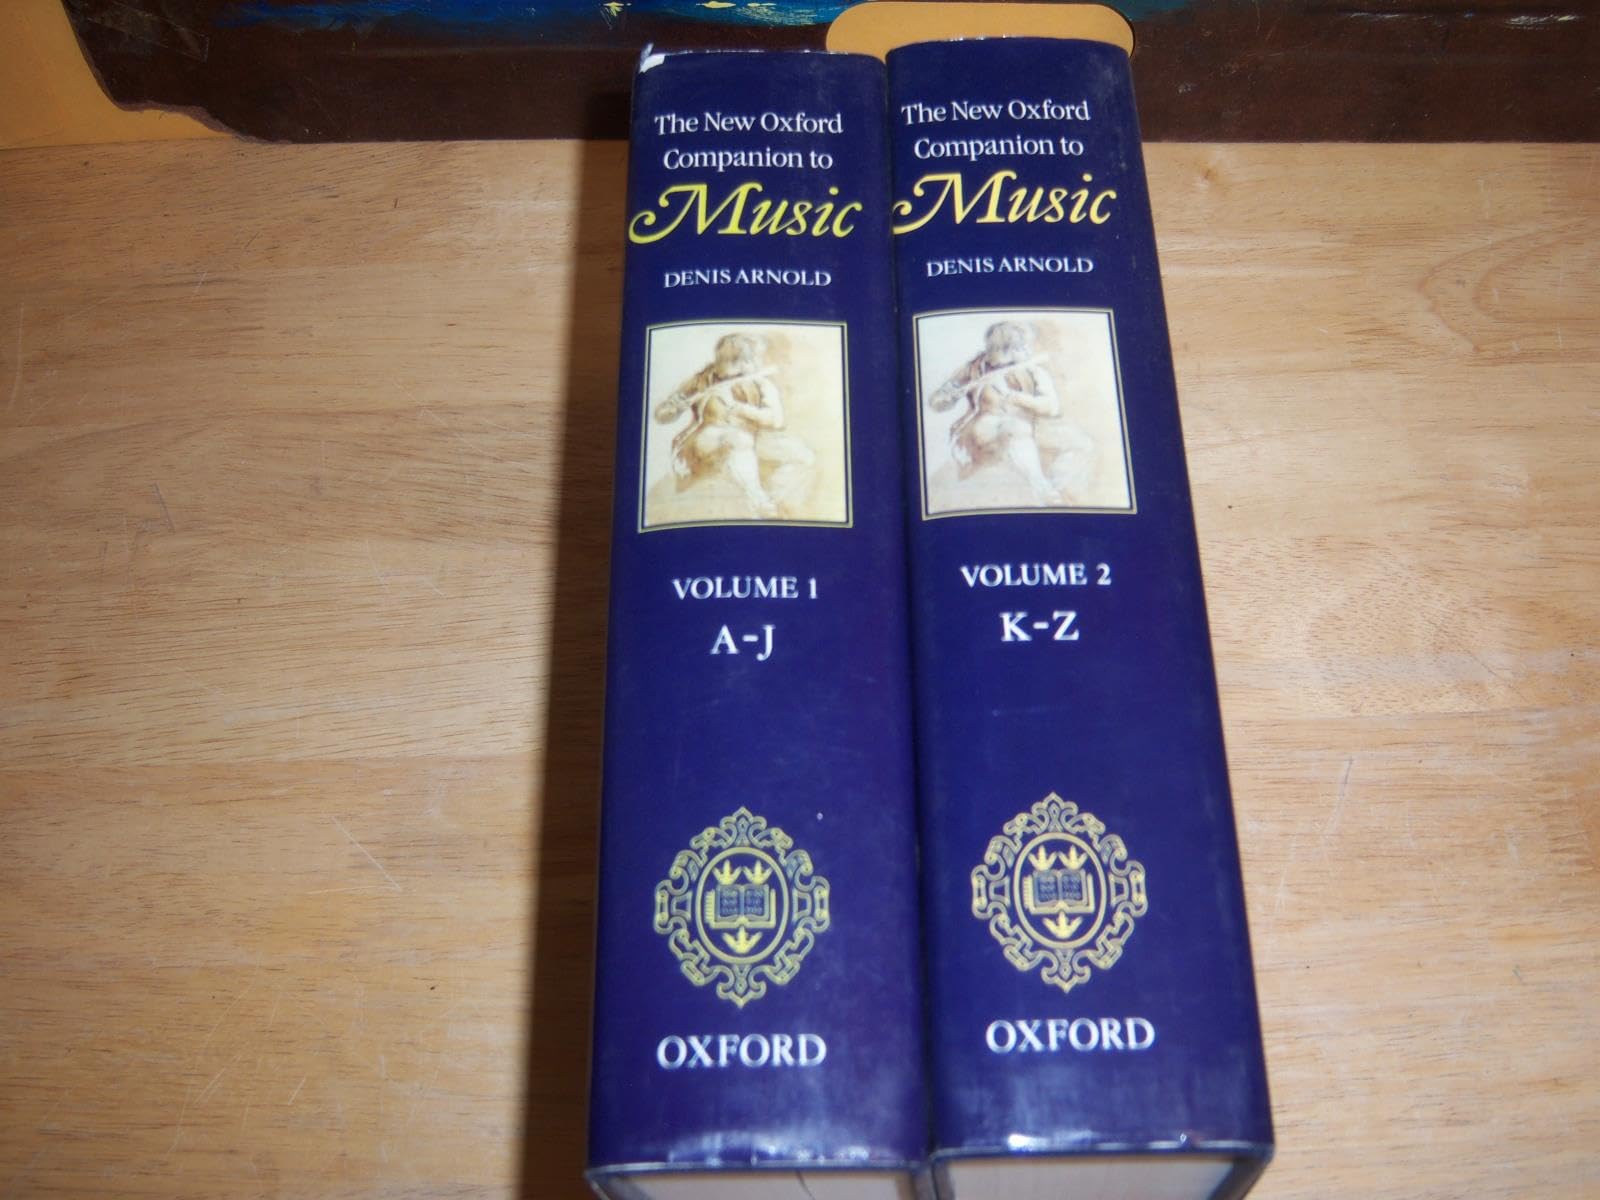 The New Oxford
Companion to
Music
DENIS ARNOLD
VOLUME 1
A-J
OXFORD
The New Oxford
Companion to
Music
DENIS ARNOLD
VOLUME 2
K-Z
OXFORD